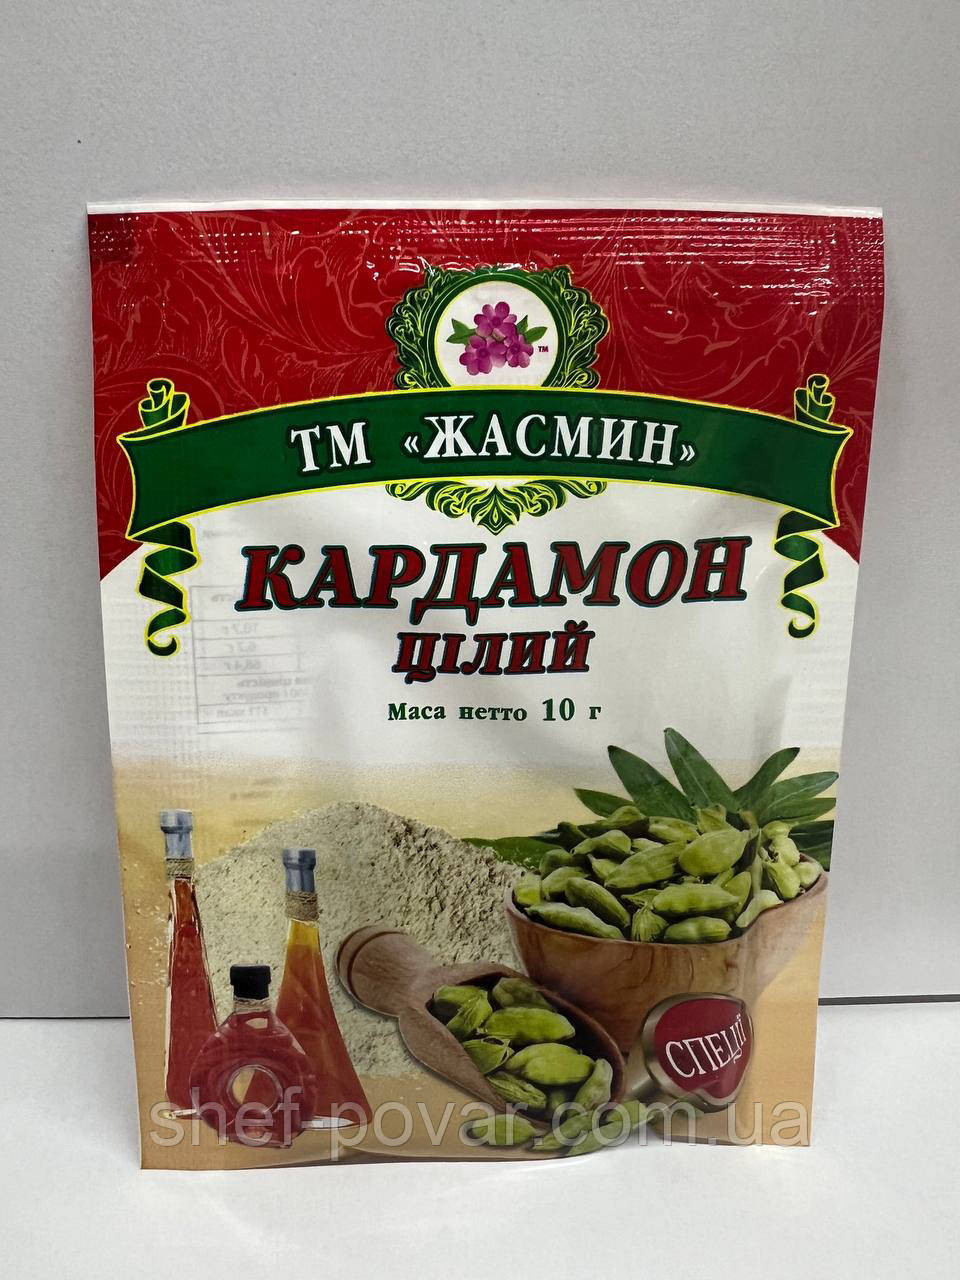 TM
ТМ «ЖАСМИН»
КАРДАМОН
ЦІЛИЙ
Маса нетто 10 г
СПЕЦІЇ
shef-povar.com.ua